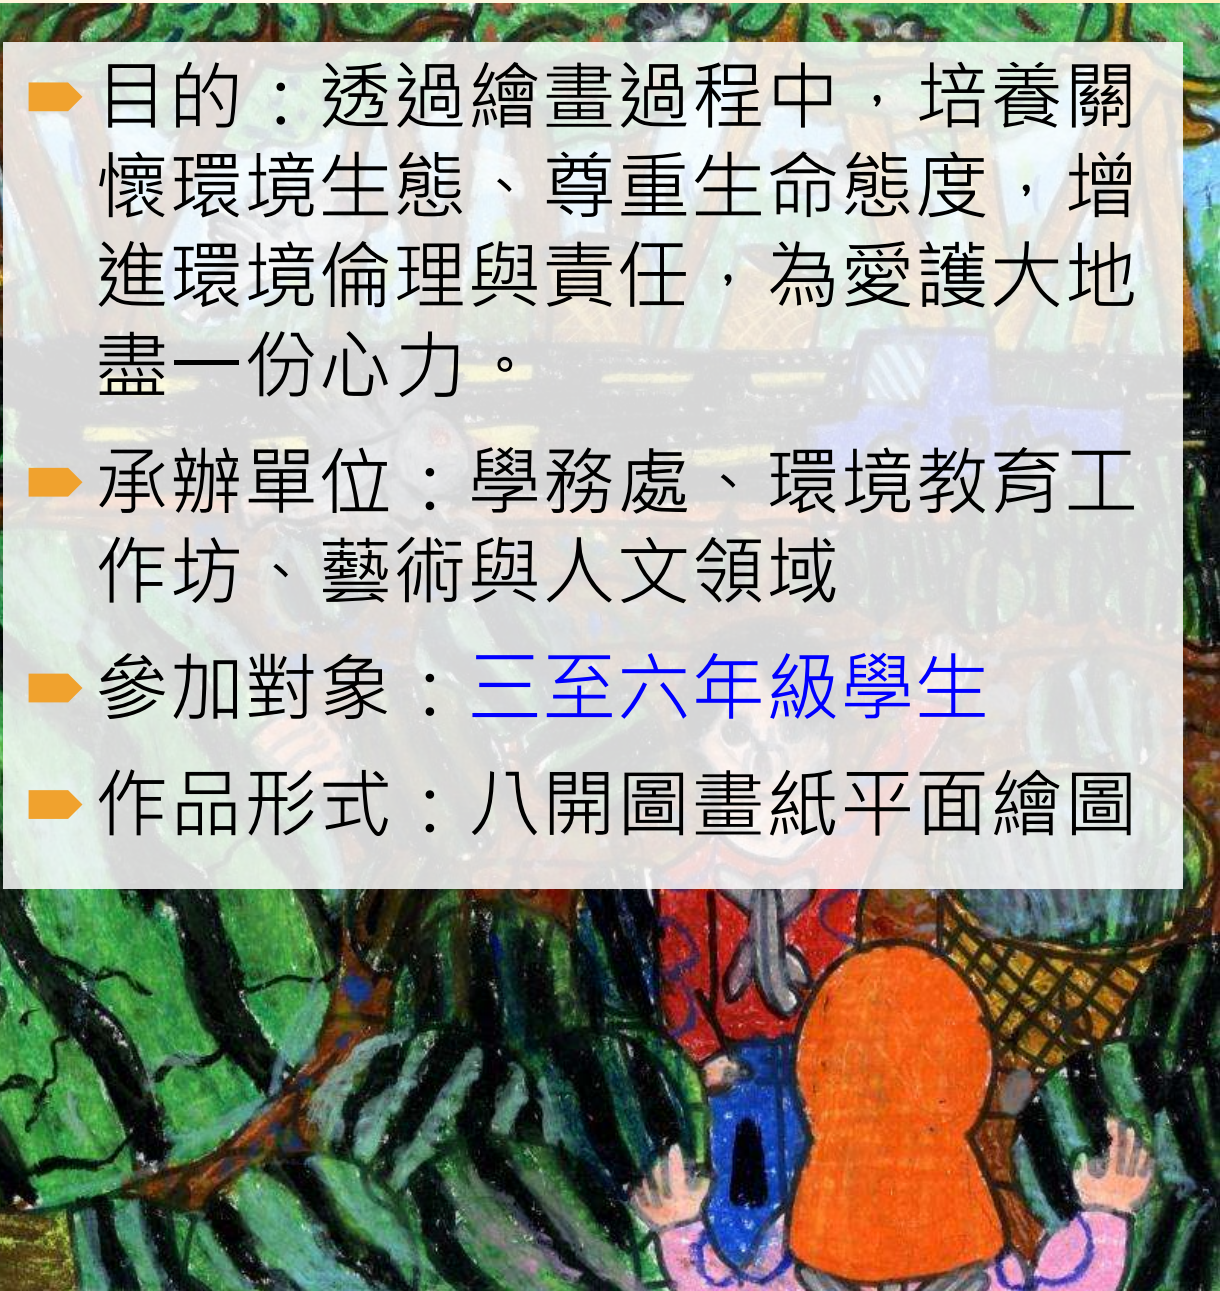 目的：透過繪畫過程中，培養關
懷環境生態、尊重生命態度，增
進環境倫理與責任，為愛護大地
盡一份心力。
承辦單位：學務處、環境教育工
作坊、藝術與人文領域
參加對象：三至六年級學生
作品形式：八開圖畫紙平面繪圖